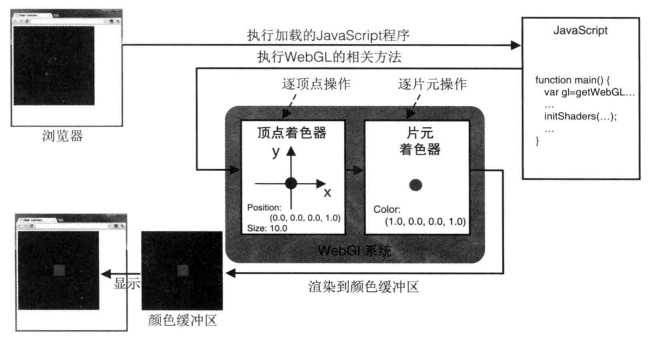 执行加载的JavaScript程序
执行WebGL的相关方法
JavaScript
function main() {
var gl=getWebGL…
…
initShaders(…);
…
}
浏览器
逐顶点操作
逐片元操作
顶点着色器
y
x
Position:
(0.0, 0.0, 0.0, 1.0)
Size: 10.0
片元
着色器
Color:
(1.0, 0.0, 0.0, 1.0)
WebGl 系统
显示
渲染到颜色缓冲区
颜色缓冲区